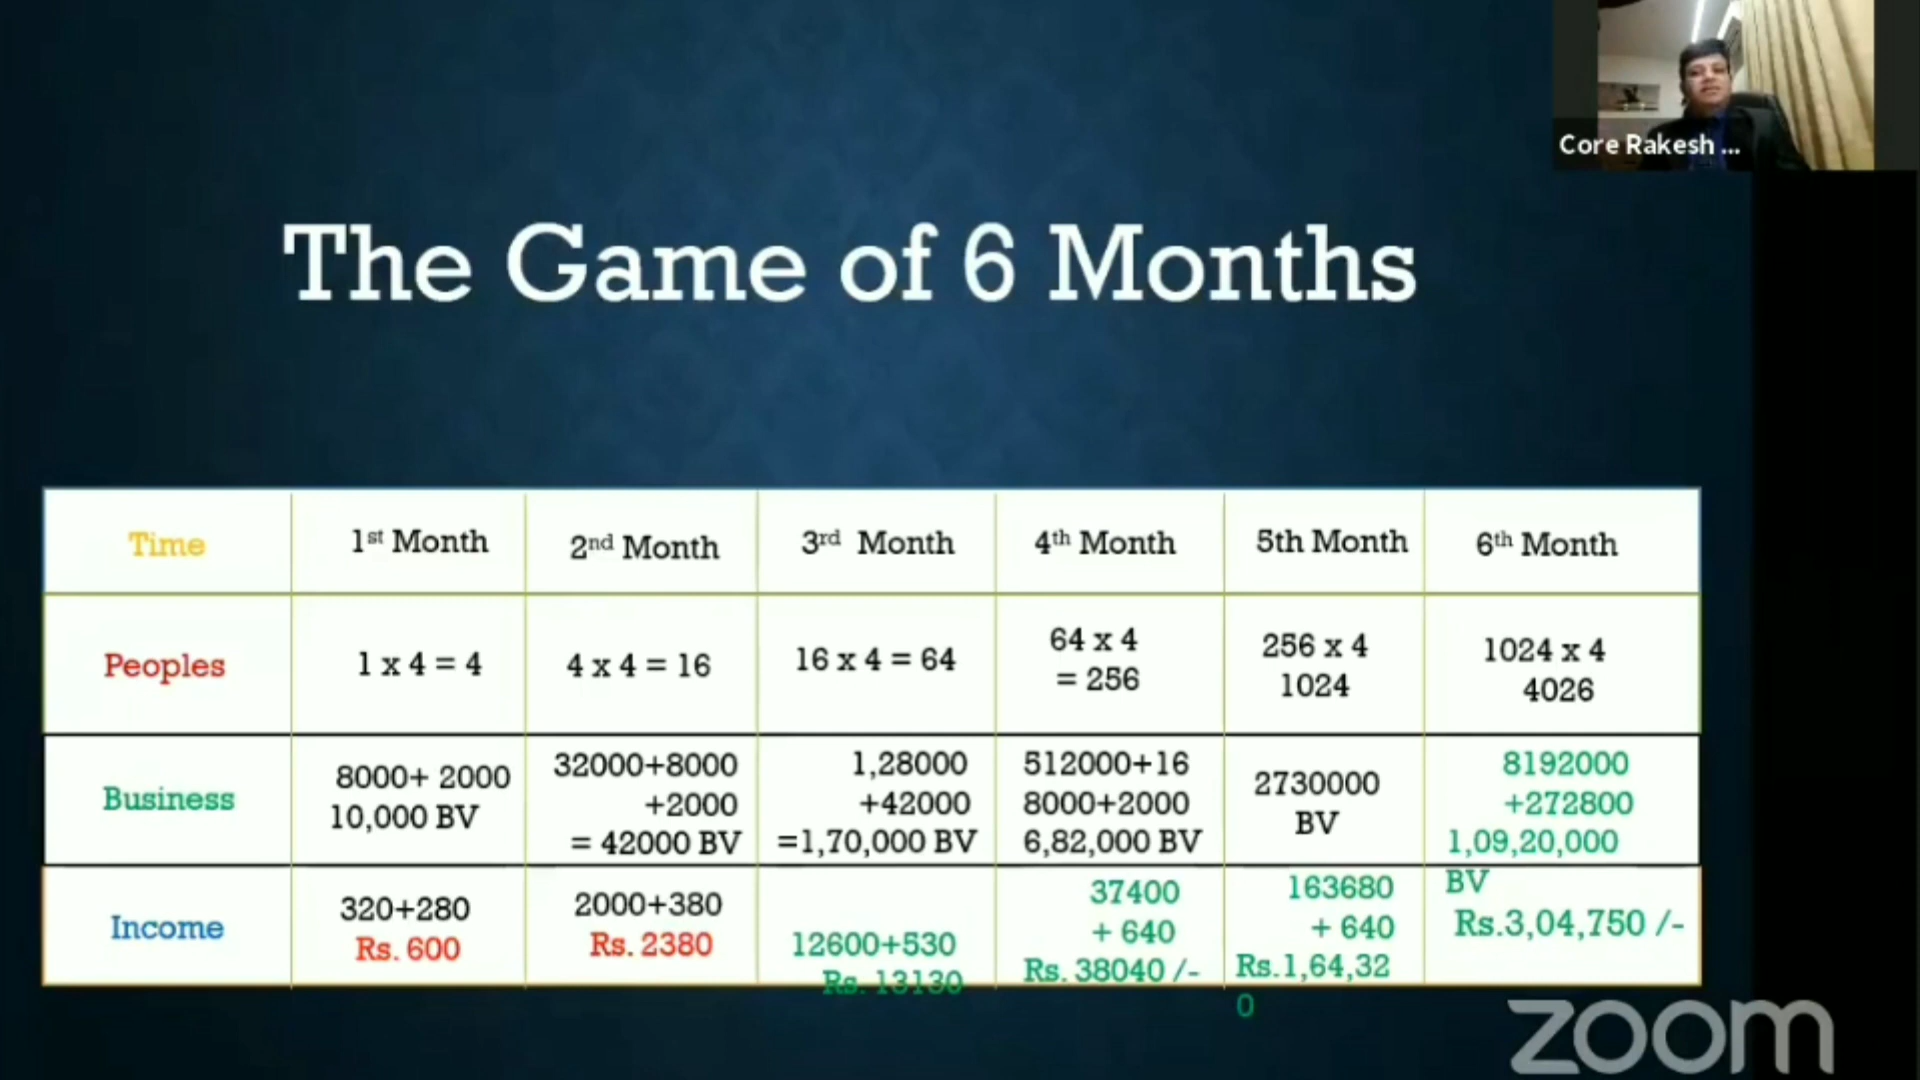 Core Rakesh ...
The Game of 6 Months
Time
1st Month
2nd Month
3rd Month
4th Month
5th Month
6th Month
Peoples
1 x 4 = 4
4 x 4 = 16
16 x 4 = 64
64 x 4
= 256
256 x 4
1024
1024 x 4
4026
Business
8000+ 2000
10,000 BV
32000+8000
+2000
= 42000 BV
1,28000
+42000
=1,70,000 BV
512000+16
8000+2000
6,82,000 BV
2730000
BV
8192000
+272800
1,09,20,000
BV
Income
320+280
Rs. 600
2000+380
Rs. 2380
12600+530
Rs. 13130
37400
+ 640
Rs. 38040 /-
163680
+ 640
Rs.1,64,32
0
Rs.3,04,750 /-
zoom